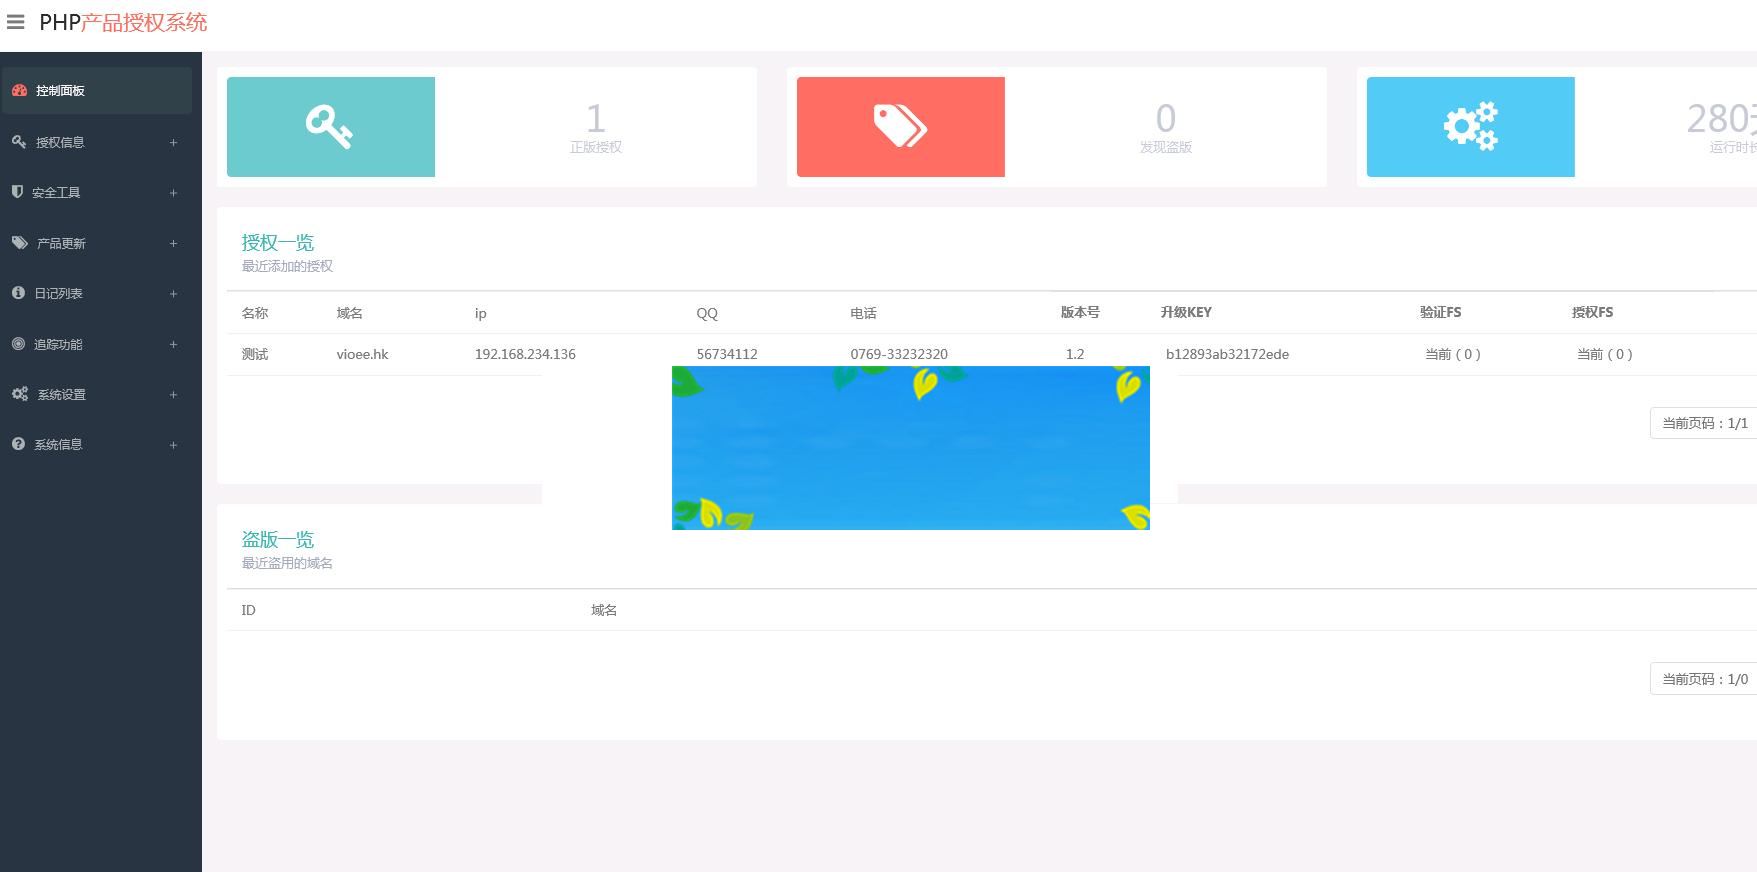 PHP产品授权系统
控制面板
授权信息 +
安全工具 +
产品更新 +
日记列表 +
追踪功能 +
系统设置 +
系统信息 +
1
正版授权
0
发现盗版
280天
运行时长
授权一览
最近添加的授权
名称 域名 ip QQ 电话 版本号 升级KEY 验证FS 授权FS
测试 vioee.hk 192.168.234.136 56734112 0769-33232320 1.2 b12893ab32172ede 当前 ( 0 ) 当前 ( 0 )
当前页码：1/1
盗版一览
最近盗用的域名
ID 域名
当前页码：1/0